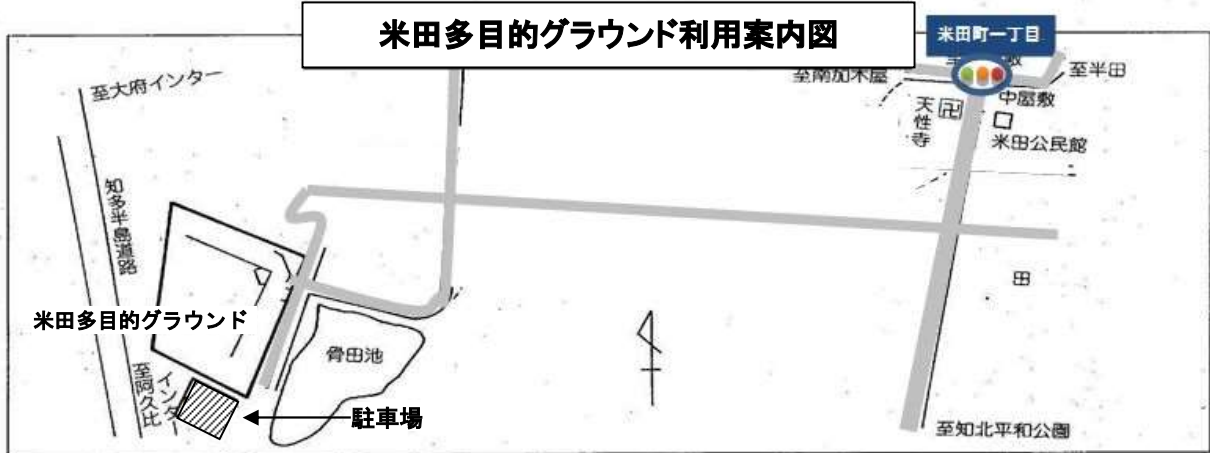 米田多目的グラウンド利用案内図
米田町一丁目
至大府インター
至南加木屋
至半田
中屋敷
天性寺
米田公民館
知多半島道路
田
米田多目的グラウンド
骨田池
至阿久比
インター
駐車場
至知北平和公園